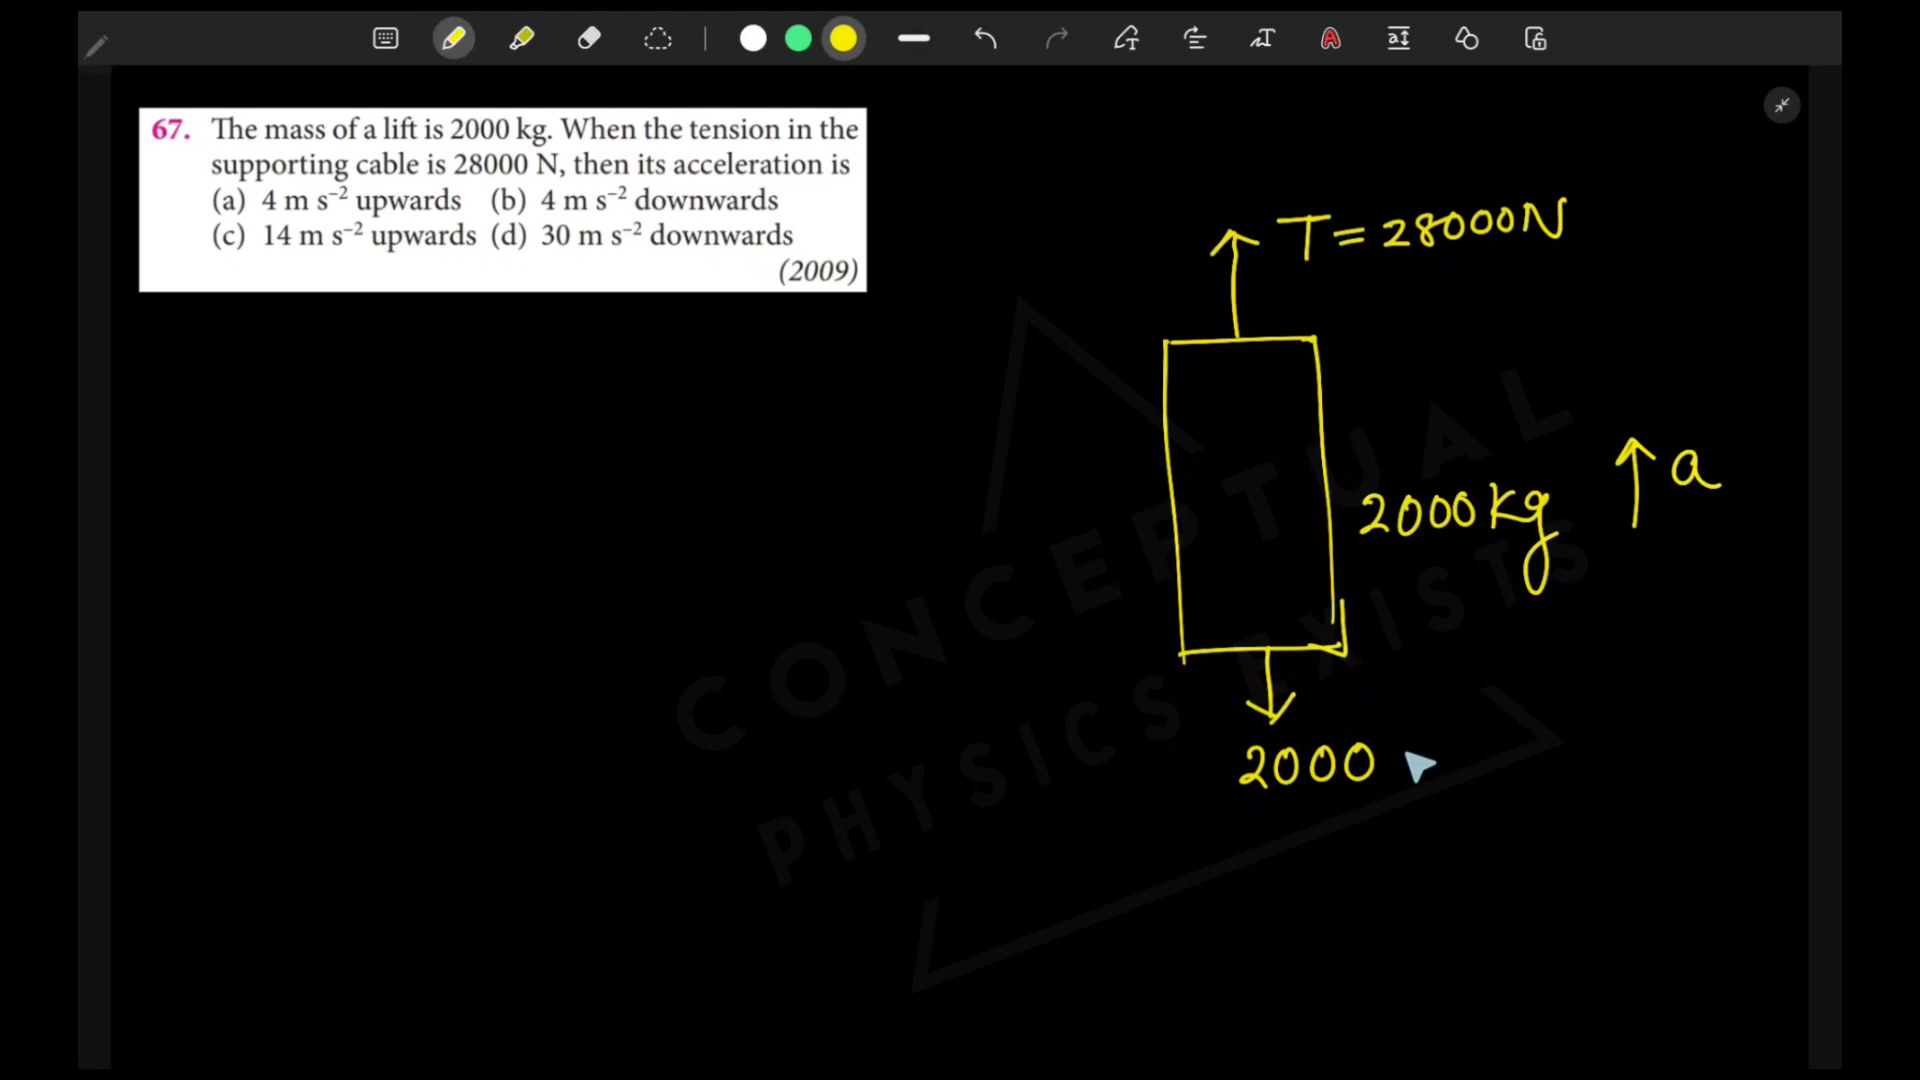 67. The mass of a lift is 2000 kg. When the tension in the
supporting cable is 28000 N, then its acceleration is
(a) 4 m s⁻² upwards (b) 4 m s⁻² downwards
(c) 14 m s⁻² upwards (d) 30 m s⁻² downwards
(2009)
T = 28000N
a
2000 kg
2000
CONCEPTUAL
PHYSICS EXISTS